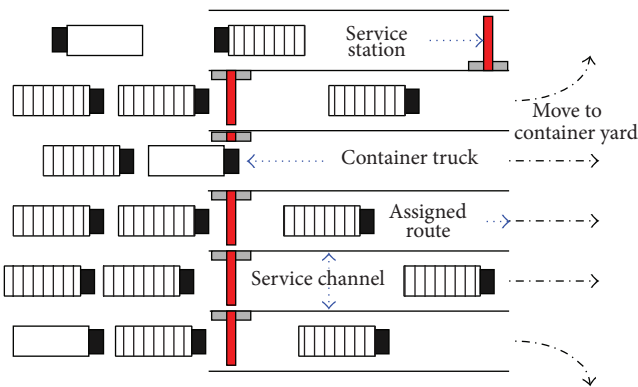 Service
station
Move to
container yard
Container truck
Assigned
route
Service channel